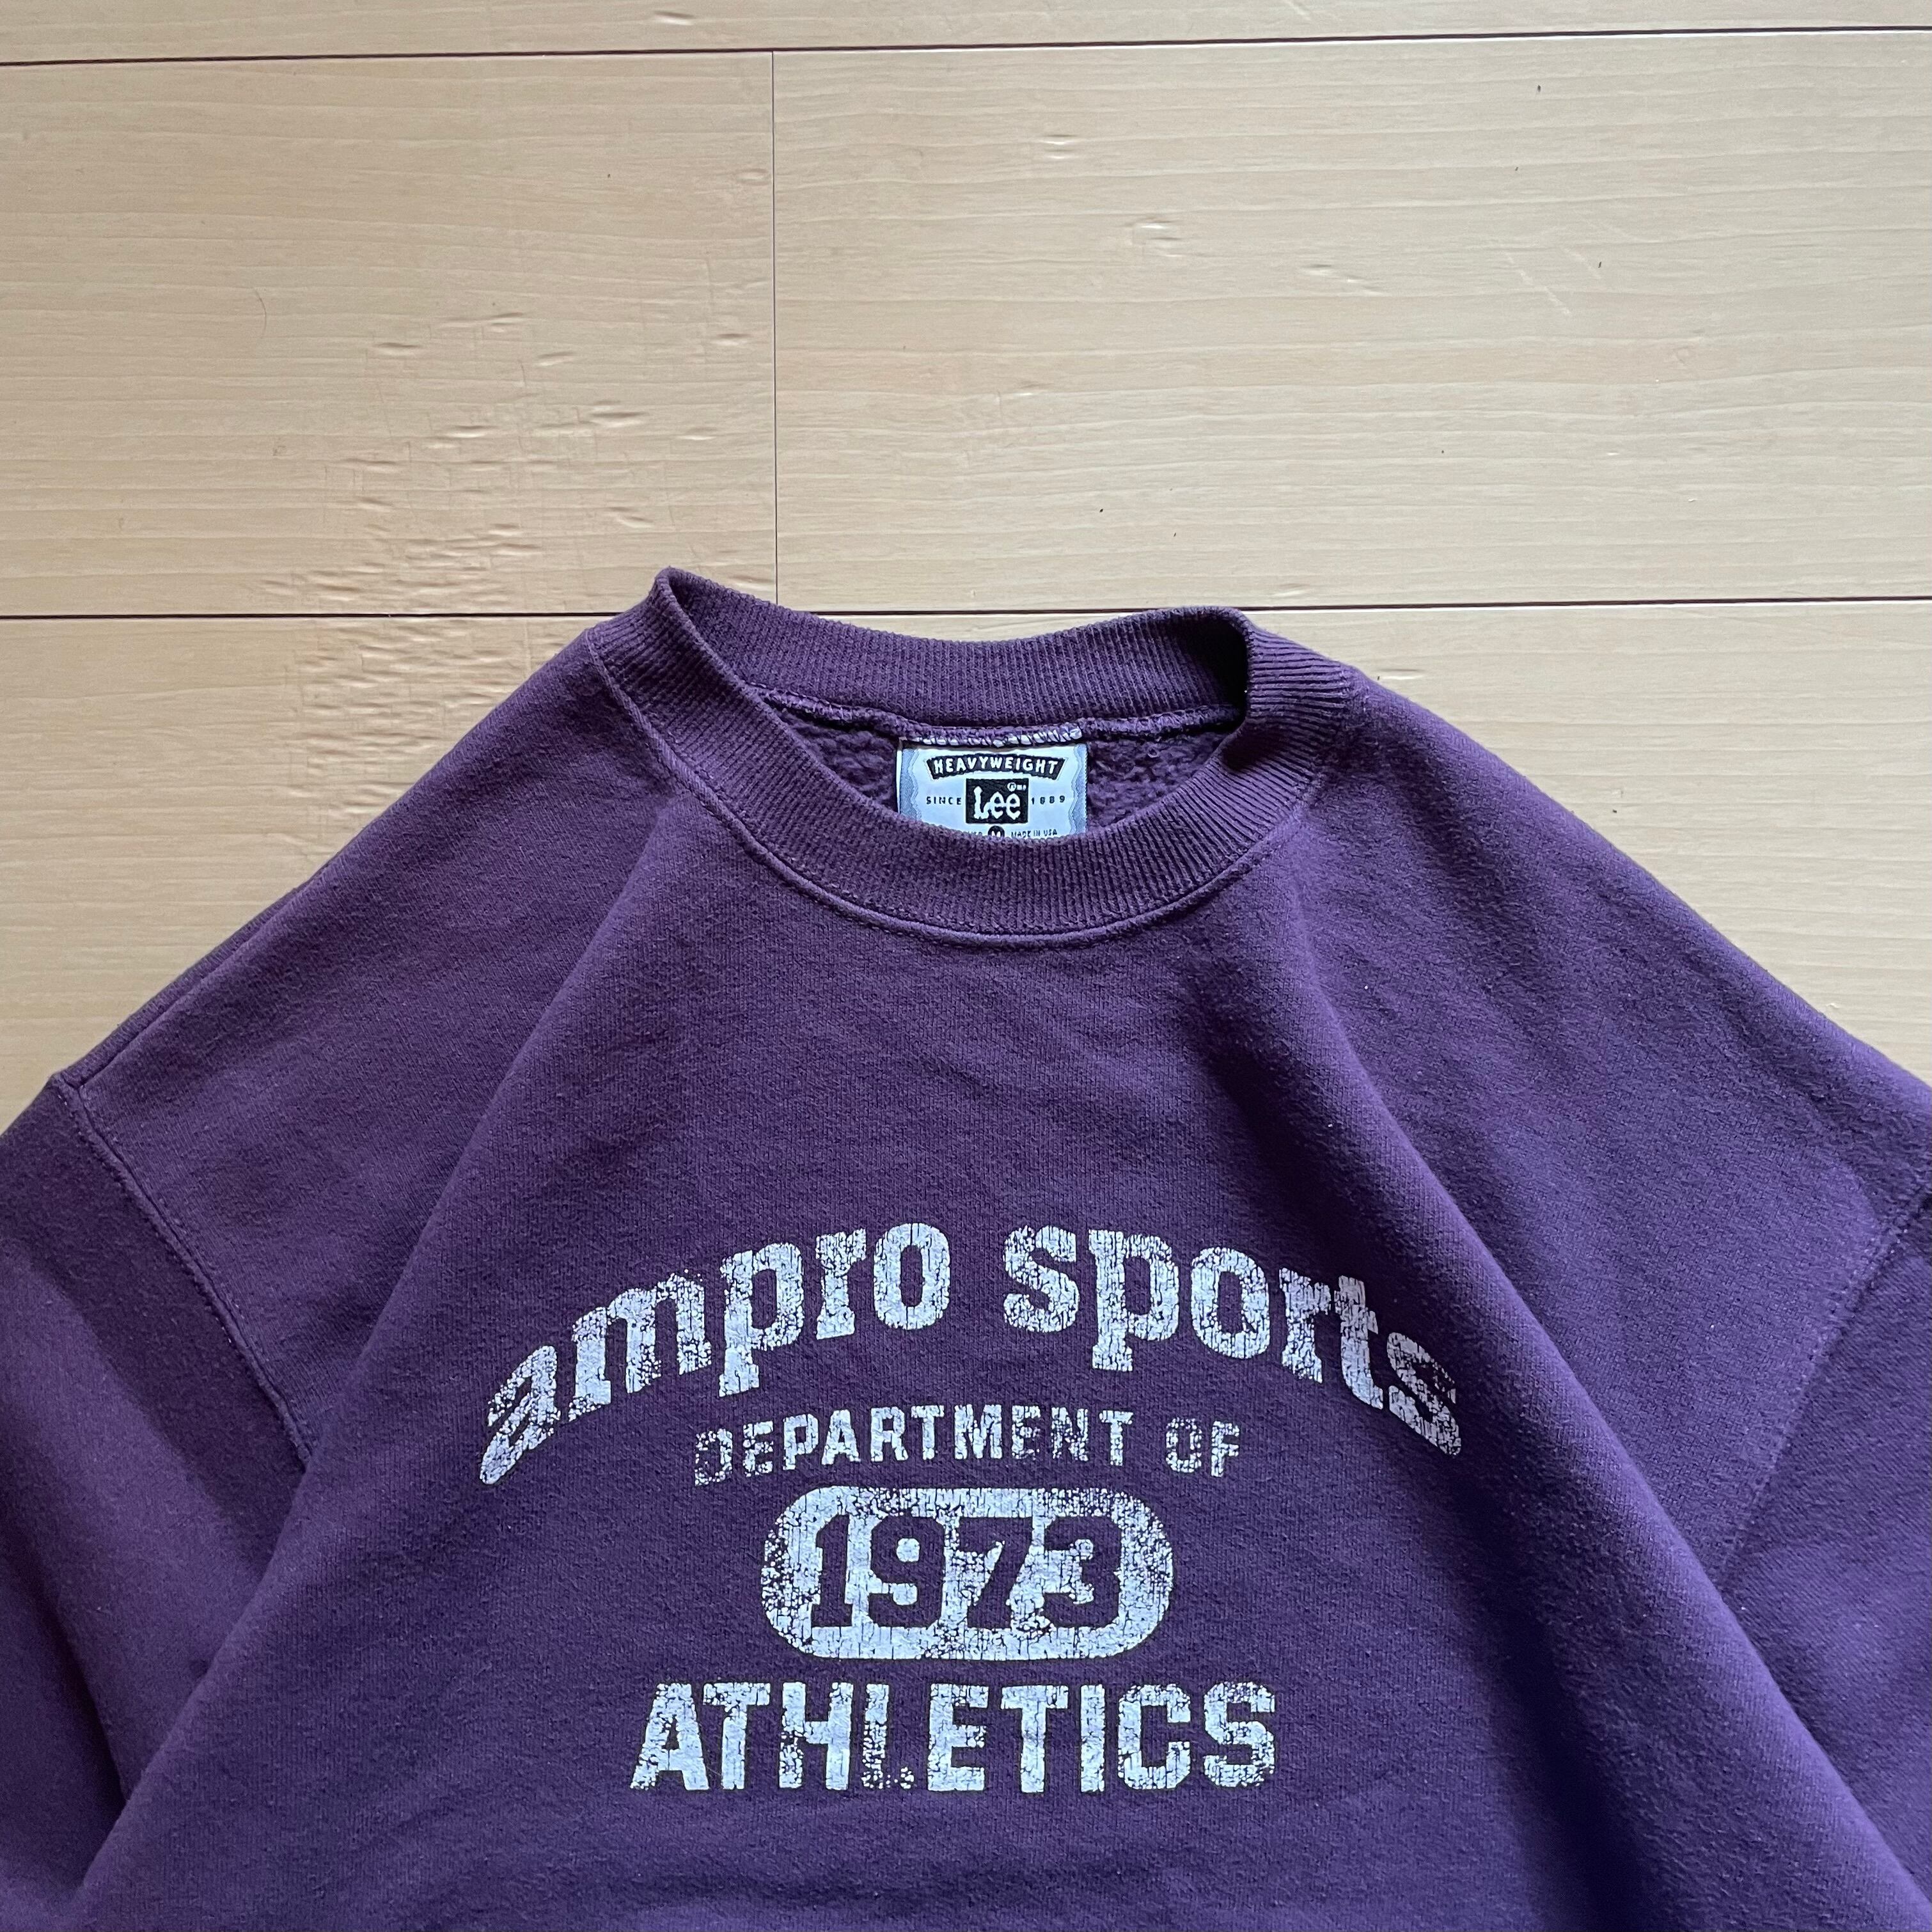 HEAVYWEIGHT
SINCE Lee 1889
M MADE IN USA
ampro sports
DEPARTMENT OF
1973
ATHLETICS